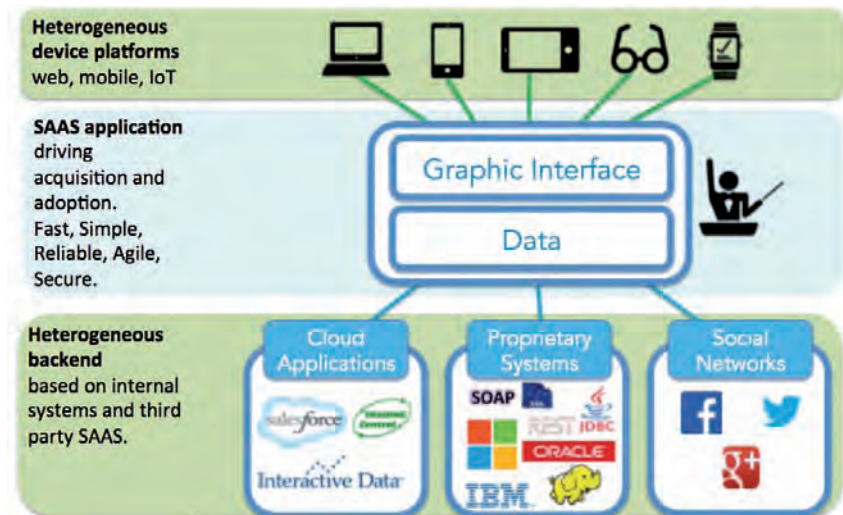 Heterogeneous
device platforms
web, mobile, IoT
SAAS application
driving
acquisition and
adoption.
Fast, Simple,
Reliable, Agile,
Secure.
Graphic Interface
Data
Heterogeneous
backend
based on internal
systems and third
party SAAS.
Cloud
Applications
salesforce
Interactive Data
Proprietary
Systems
SOAP
REST
JDBC
ORACLE
IBM
Social
Networks
f
g+